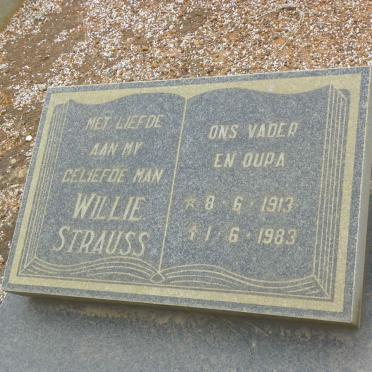 MET LIEFDE
AAN MY
GELIEFDE MAN
WILLIE
STRAUSS
ONS VADER
EN OUPA
* 8 · 6 · 1913
† 1 · 6 · 1983